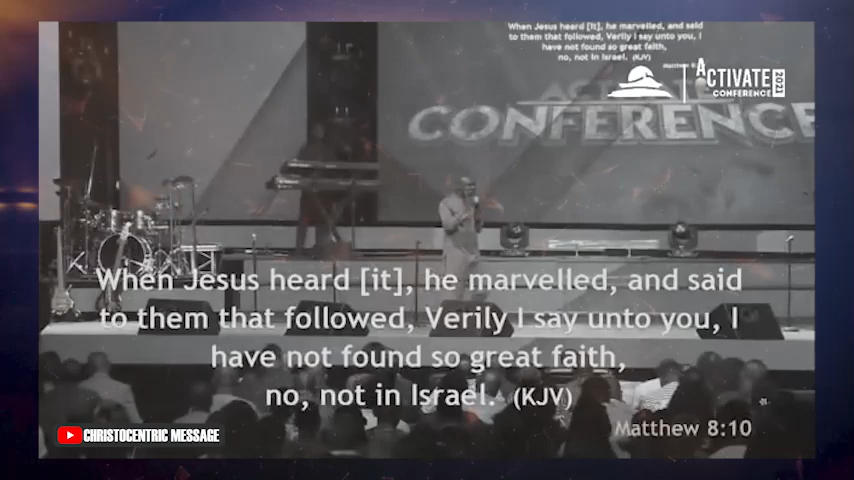 When Jesus heard [it], he marvelled, and said
to them that followed, Verily I say unto you, I
have not found so great faith,
no, not in Israel. (KJV)
ACTIVATE
CONFERENCE 2021
ACTIVATE
CONFERENCE
When Jesus heard [it], he marvelled, and said
to them that followed, Verily I say unto you, I
have not found so great faith,
no, not in Israel. (KJV)
Matthew 8:10
CHRISTOCENTRIC MESSAGE